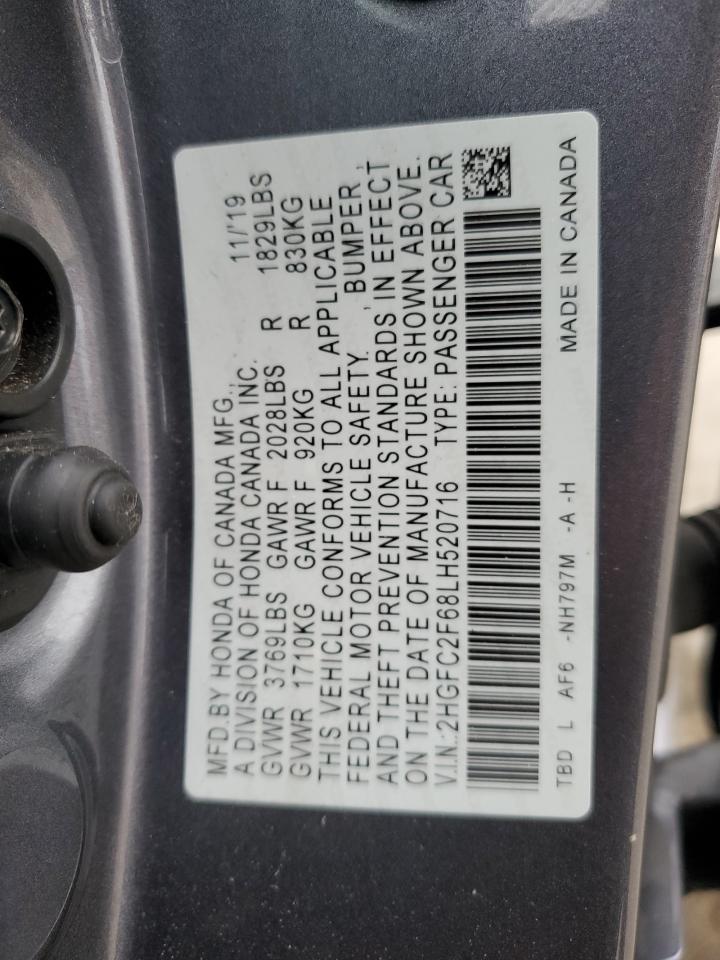 MFD.BY HONDA OF CANADA MFG., 11/'19
A DIVISION OF HONDA CANADA INC.
GVWR 3769LBS GAWR F 2028LBS R 1829LBS
GVWR 1710KG GAWR F 920KG R 830KG
THIS VEHICLE CONFORMS TO ALL APPLICABLE
FEDERAL MOTOR VEHICLE SAFETY, BUMPER,
AND THEFT PREVENTION STANDARDS IN EFFECT
ON THE DATE OF MANUFACTURE SHOWN ABOVE.
V.I.N.:2HGFC2F68LH520716 TYPE: PASSENGER CAR
TBD L AF6 -NH797M -A -H MADE IN CANADA